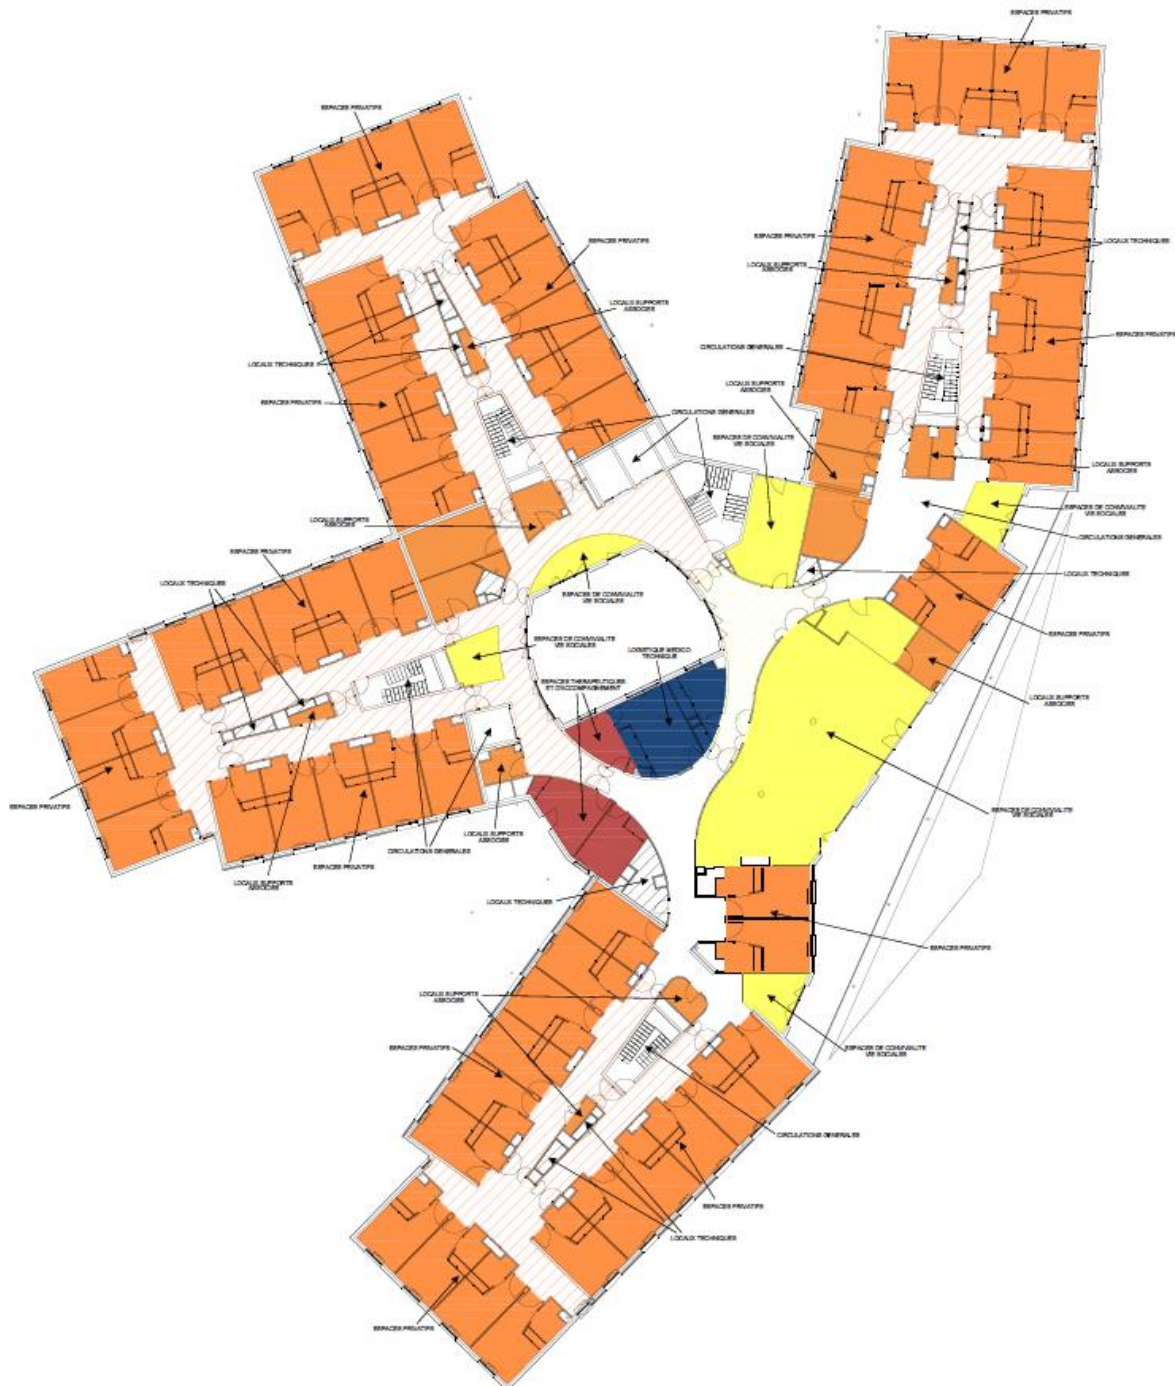 ESPACES PRIVATIFS
ESPACES PRIVATIFS
ESPACES PRIVATIFS
ESPACES PRIVATIFS
LOCAUX TECHNIQUES
LOCAUX SUPPORTS
ASSOCIES
LOCAUX SUPPORTS
ASSOCIES
ESPACES PRIVATIFS
CIRCULATIONS GENERALES
LOCAUX TECHNIQUES
LOCAUX SUPPORTS
ASSOCIES
ESPACES PRIVATIFS
CIRCULATIONS GENERALES
ESPACES DE CONVIVIALITE
VIE SOCIALES
LOCAUX SUPPORTS
ASSOCIES
ESPACES DE CONVIVIALITE
VIE SOCIALES
LOCAUX SUPPORTS
ASSOCIES
CIRCULATIONS GENERALES
ESPACES PRIVATIFS
LOCAUX TECHNIQUES
LOCAUX TECHNIQUES
ESPACES DE CONVIVIALITE
VIE SOCIALES
ESPACES DE CONVIVIALITE
VIE SOCIALES
LOGISTIQUE MEDICO
TECHNIQUE
ESPACES PRIVATIFS
ESPACES THERAPEUTIQUES
ET D'ACCOMPAGNEMENT
LOCAUX SUPPORTS
ASSOCIES
ESPACES PRIVATIFS
ESPACES DE CONVIVIALITE
VIE SOCIALES
LOCAUX SUPPORTS
ASSOCIES
CIRCULATIONS GENERALES
ESPACES PRIVATIFS
LOCAUX SUPPORTS
ASSOCIES
LOCAUX TECHNIQUES
ESPACES PRIVATIFS
LOCAUX SUPPORTS
ASSOCIES
ESPACES PRIVATIFS
ESPACES DE CONVIVIALITE
VIE SOCIALES
CIRCULATIONS GENERALES
ESPACES PRIVATIFS
LOCAUX TECHNIQUES
ESPACES PRIVATIFS